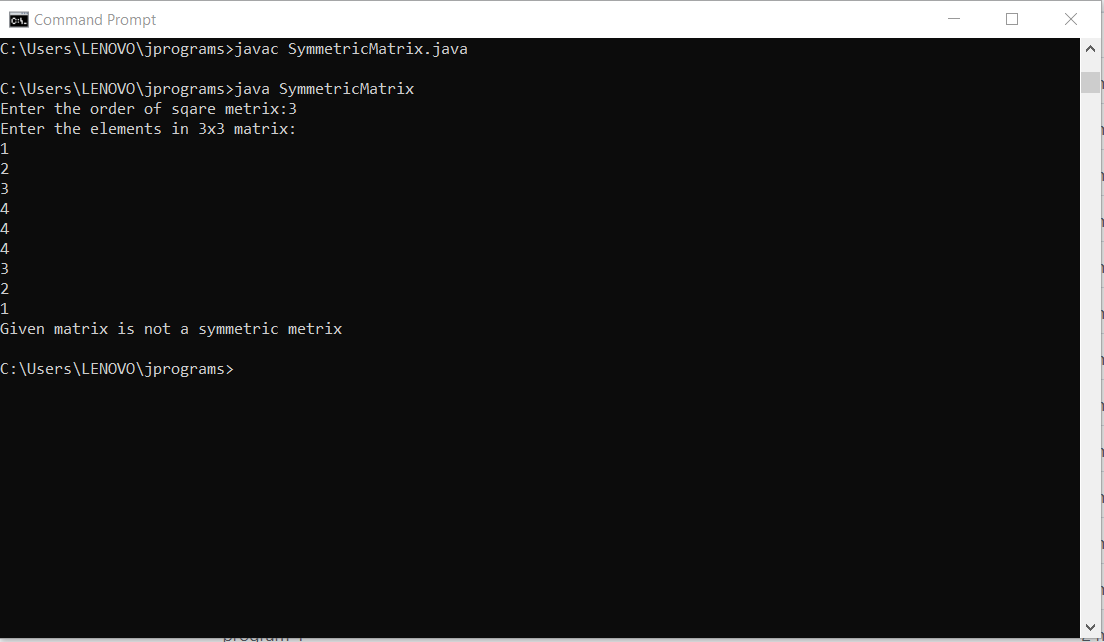 Command Prompt
C:\Users\LENOVO\jprograms>javac SymmetricMatrix.java
C:\Users\LENOVO\jprograms>java SymmetricMatrix
Enter the order of sqare metrix:3
Enter the elements in 3x3 matrix:
1
2
3
4
4
4
3
2
1
Given matrix is not a symmetric metrix
C:\Users\LENOVO\jprograms>